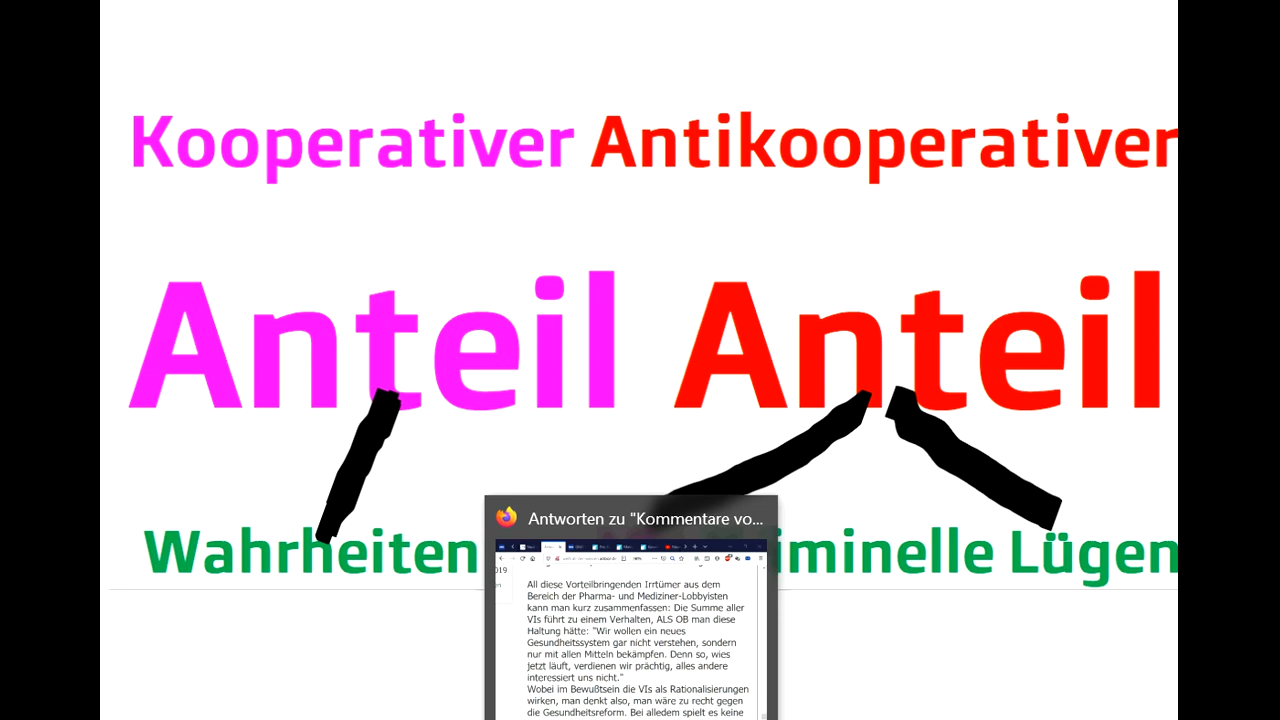 Kooperativer Antikooperativer
Anteil Anteil
Wahrheiten iminelle Lügen
Antworten zu "Kommentare vo...
019
All diese Vorteilbringenden Irrtümer aus dem
Bereich der Pharma- und Mediziner-Lobbyisten
kann man kurz zusammenfassen: Die Summe aller
VIs führt zu einem Verhalten, ALS OB man diese
Haltung hätte: "Wir wollen ein neues
Gesundheitssystem gar nicht verstehen, sondern
nur mit allen Mitteln bekämpfen. Denn so, wies
jetzt läuft, verdienen wir prächtig, alles andere
interessiert uns nicht."
Wobei im Bewußtsein die VIs als Rationalisierungen
wirken, man denkt also, man wäre zu recht gegen
die Gesundheitsreform. Bei alledem spielt es keine